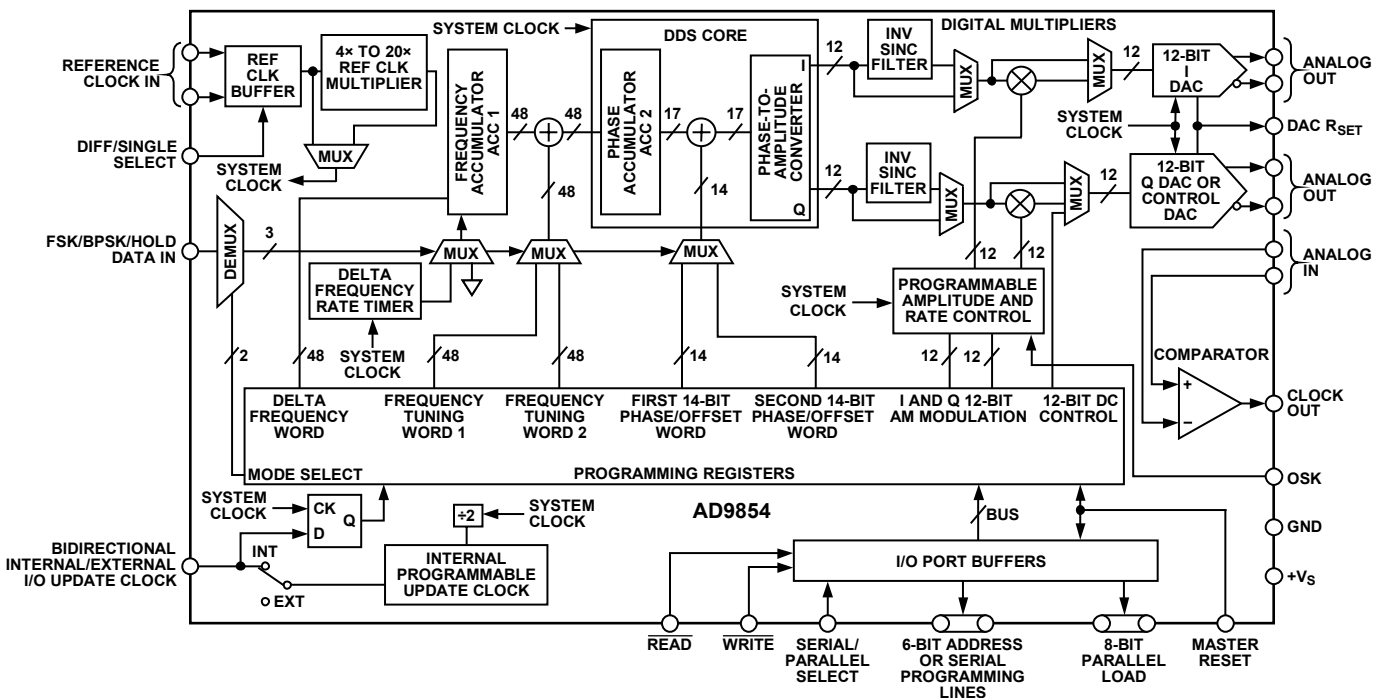 SYSTEM CLOCK
DDS CORE
DIGITAL MULTIPLIERS
REFERENCE
CLOCK IN
REF
CLK
BUFFER
4× TO 20×
REF CLK
MULTIPLIER
MUX
SYSTEM
CLOCK
DIFF/SINGLE
SELECT
FREQUENCY
ACCUMULATOR
ACC 1
48
48
48
PHASE
ACCUMULATOR
ACC 2
17
17
14
PHASE-TO-
AMPLITUDE
CONVERTER
I
Q
12
INV
SINC
FILTER
MUX
MUX
12
12-BIT
I
DAC
ANALOG
OUT
SYSTEM
CLOCK
DAC RSET
12
INV
SINC
FILTER
MUX
MUX
12
12-BIT
Q DAC OR
CONTROL
DAC
ANALOG
OUT
FSK/BPSK/HOLD
DATA IN
DEMUX
3
MUX
MUX
MUX
12
12
ANALOG
IN
DELTA
FREQUENCY
RATE TIMER
SYSTEM
CLOCK
SYSTEM
CLOCK
PROGRAMMABLE
AMPLITUDE AND
RATE CONTROL
2
48
48
48
14
14
12
12
COMPARATOR
+
−
CLOCK
OUT
DELTA
FREQUENCY
WORD
FREQUENCY
TUNING
WORD 1
FREQUENCY
TUNING
WORD 2
FIRST 14-BIT
PHASE/OFFSET
WORD
SECOND 14-BIT
PHASE/OFFSET
WORD
I AND Q 12-BIT
AM MODULATION
12-BIT DC
CONTROL
MODE SELECT
PROGRAMMING REGISTERS
OSK
SYSTEM
CLOCK
CK
D
Q
÷2
SYSTEM
CLOCK
AD9854
BUS
GND
BIDIRECTIONAL
INTERNAL/EXTERNAL
I/O UPDATE CLOCK
INT
EXT
INTERNAL
PROGRAMMABLE
UPDATE CLOCK
I/O PORT BUFFERS
+VS
READ
WRITE
SERIAL/
PARALLEL
SELECT
6-BIT ADDRESS
OR SERIAL
PROGRAMMING
LINES
8-BIT
PARALLEL
LOAD
MASTER
RESET